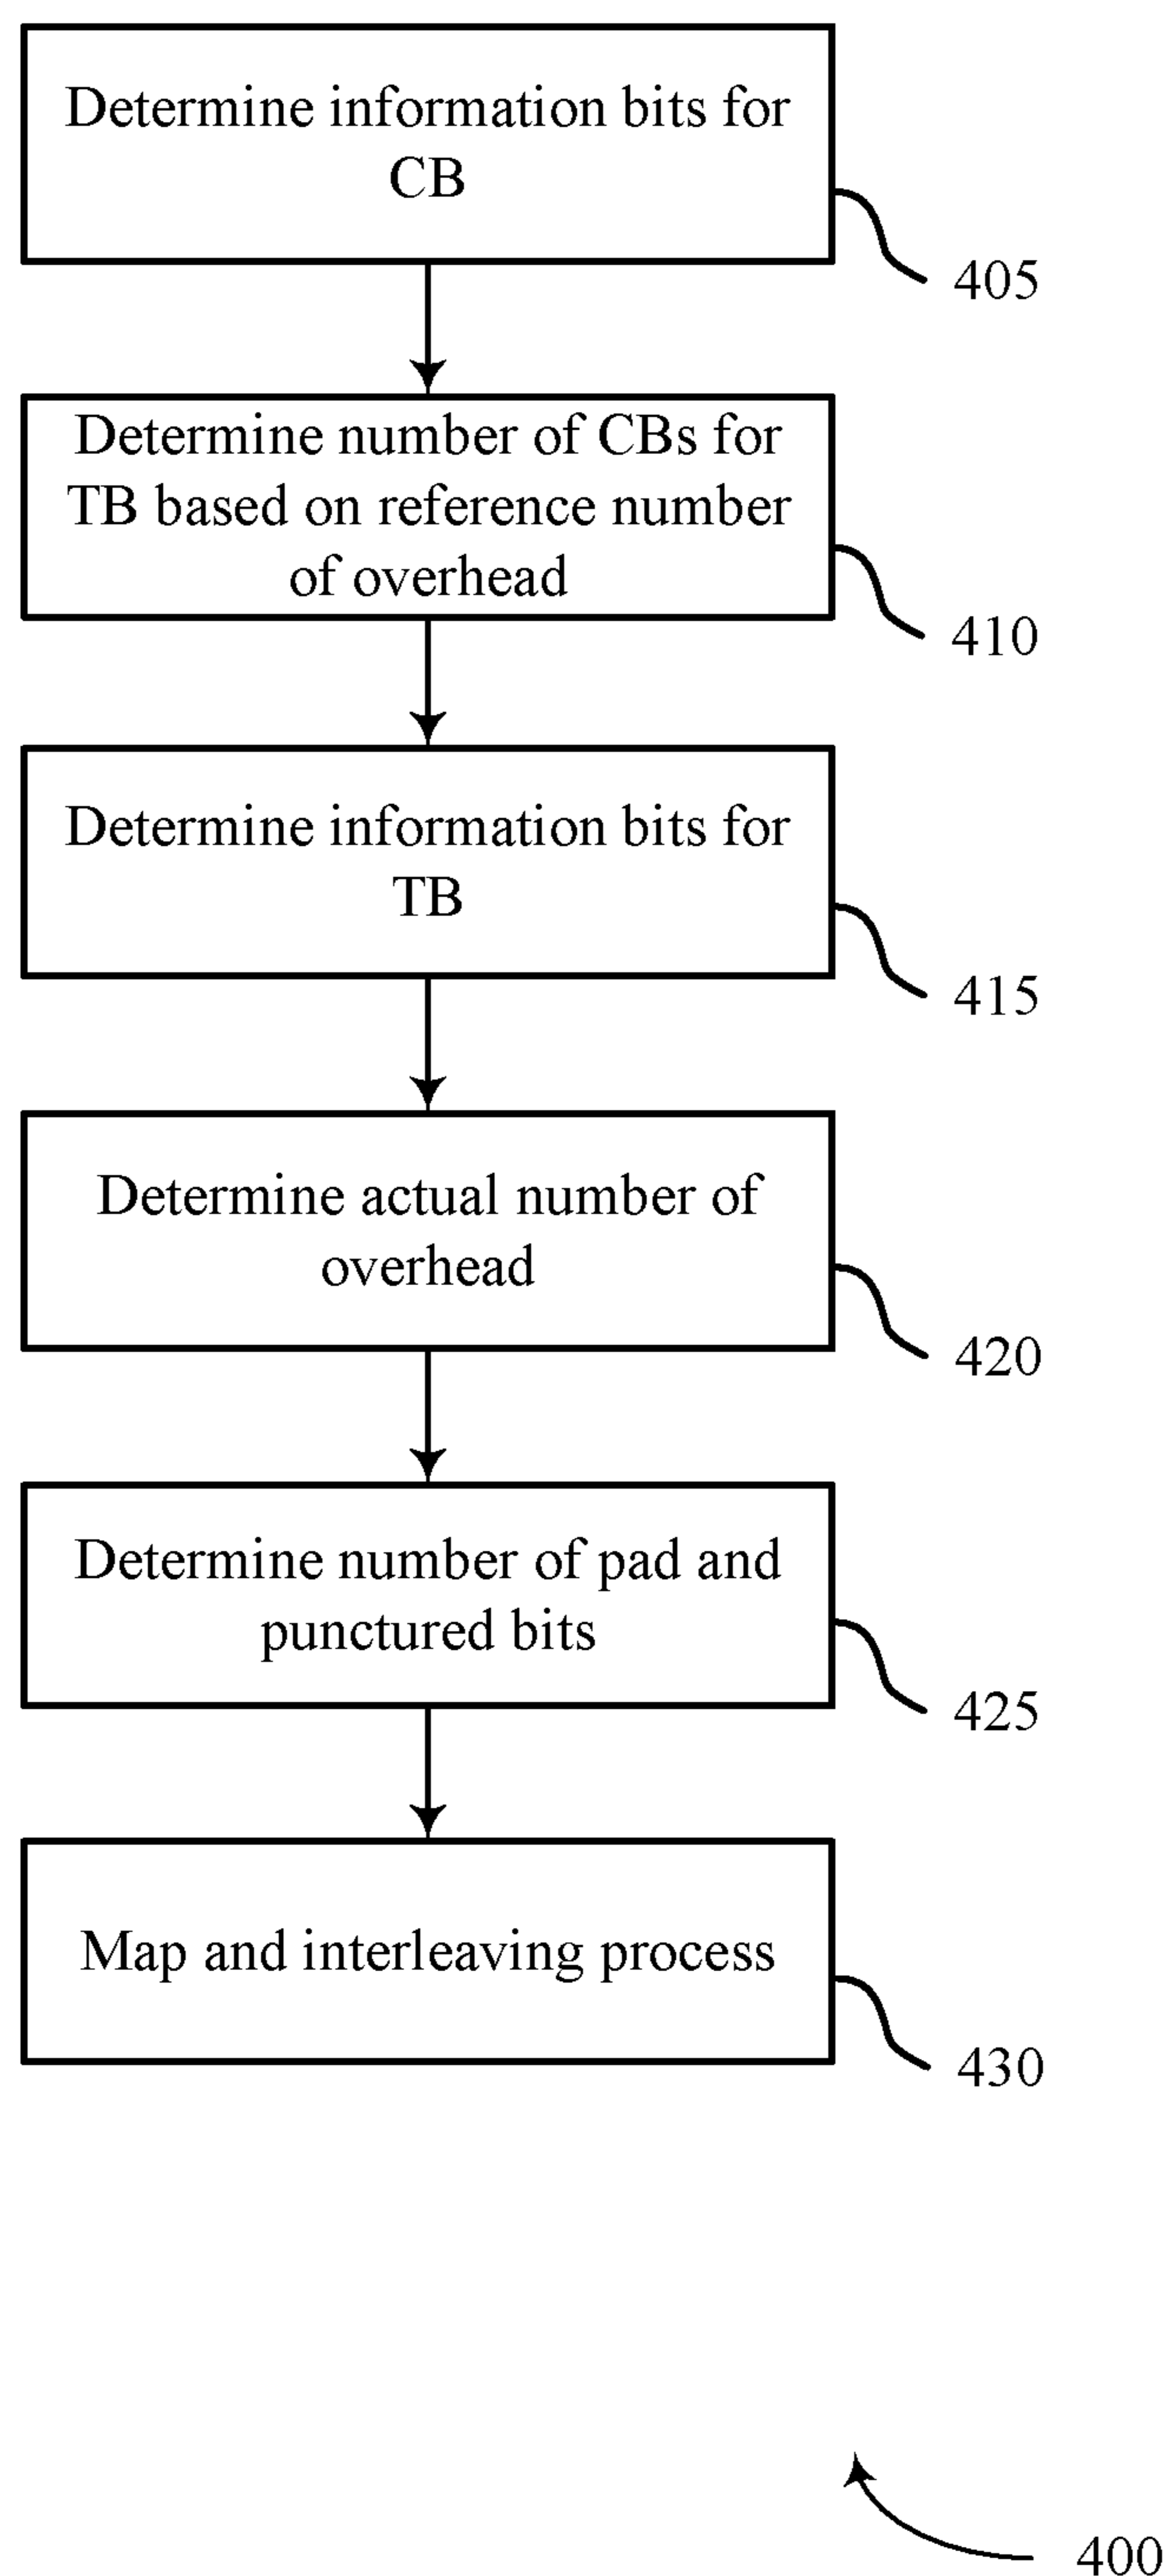 Determine information bits for
CB
405
Determine number of CBs for
TB based on reference number
of overhead
410
Determine information bits for
TB
415
Determine actual number of
overhead
420
Determine number of pad and
punctured bits
425
Map and interleaving process
430
400